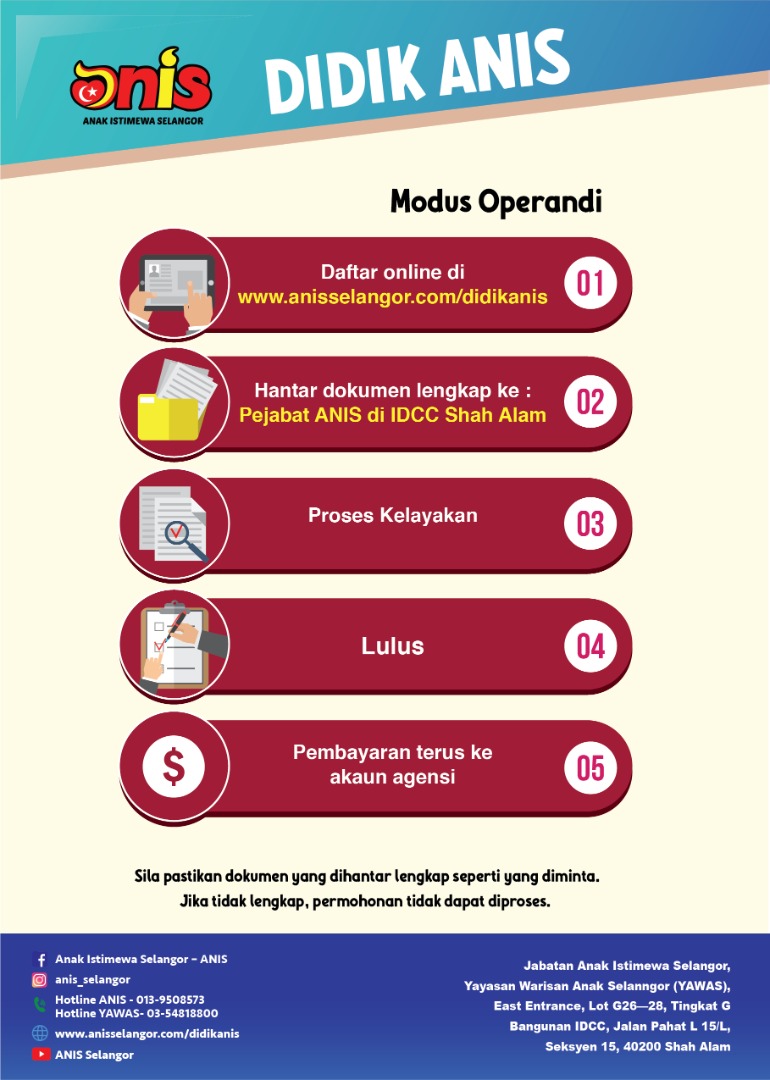 anis
ANAK ISTIMEWA SELANGOR
DIDIK ANIS
Modus Operandi
Daftar online di
www.anisselangor.com/didikanis
01
Hantar dokumen lengkap ke :
Pejabat ANIS di IDCC Shah Alam
02
Proses Kelayakan
03
Lulus
04
$
Pembayaran terus ke
akaun agensi
05
Sila pastikan dokumen yang dihantar lengkap seperti yang diminta.
Jika tidak lengkap, permohonan tidak dapat diproses.
Anak Istimewa Selangor – ANIS
anis_selangor
Hotline ANIS - 013-9508573
Hotline YAWAS- 03-54818800
www.anisselangor.com/didikanis
ANIS Selangor
Jabatan Anak Istimewa Selangor,
Yayasan Warisan Anak Selanngor (YAWAS),
East Entrance, Lot G26—28, Tingkat G
Bangunan IDCC, Jalan Pahat L 15/L,
Seksyen 15, 40200 Shah Alam